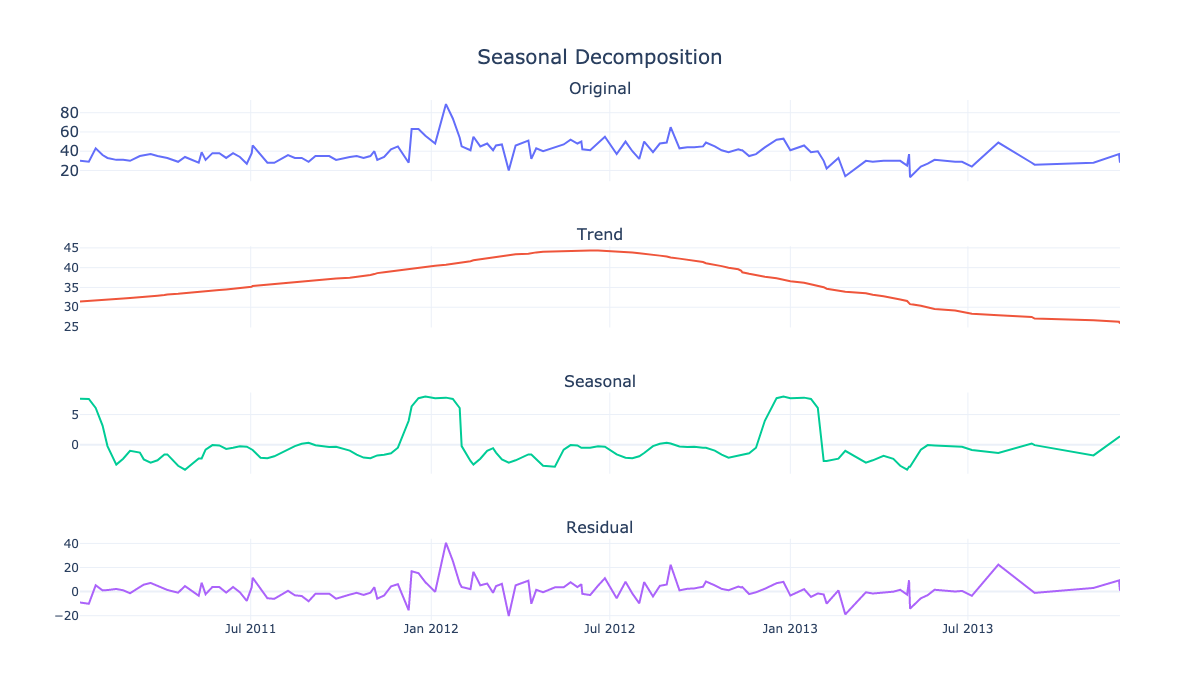 Seasonal Decomposition
Original
80
60
40
20
Trend
45
40
35
30
25
Seasonal
5
0
Residual
40
20
0
−20
Jul 2011 Jan 2012 Jul 2012 Jan 2013 Jul 2013